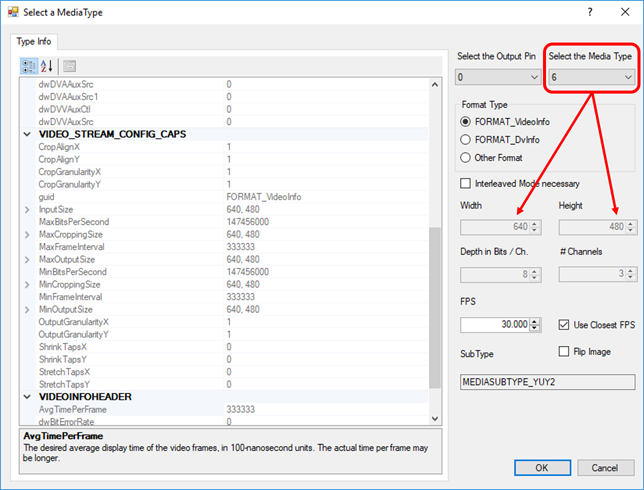 Select a MediaType
Type Info
dwDVAAuxSrc 0
dwDVAAuxSrc1 0
dwDVVAuxCtl 0
dwDVVAuxSrc 0
VIDEO_STREAM_CONFIG_CAPS
CropAlignX 1
CropAlignY 1
CropGranularityX 1
CropGranularityY 1
guid FORMAT_VideoInfo
InputSize 640, 480
MaxBitsPerSecond 147456000
MaxCroppingSize 640, 480
MaxFrameInterval 333333
MaxOutputSize 640, 480
MinBitsPerSecond 147456000
MinCroppingSize 640, 480
MinFrameInterval 333333
MinOutputSize 640, 480
OutputGranularityX 1
OutputGranularityY 1
ShrinkTapsX 0
ShrinkTapsY 0
StretchTapsX 0
StretchTapsY 0
VIDEOINFOHEADER
AvgTimePerFrame 333333
dwBitErrorRate 0
AvgTimePerFrame
The desired average display time of the video frames, in 100-nanosecond units. The actual time per frame may
be longer.
Select the Output Pin Select the Media Type
0 6
Format Type
FORMAT_VideoInfo
FORMAT_DvInfo
Other Format
Interleaved Mode necessary
Width Height
640 480
Depth in Bits / Ch. # Channels
8 3
FPS
30.000 Use Closest FPS
SubType Flip Image
MEDIASUBTYPE_YUY2
OK Cancel